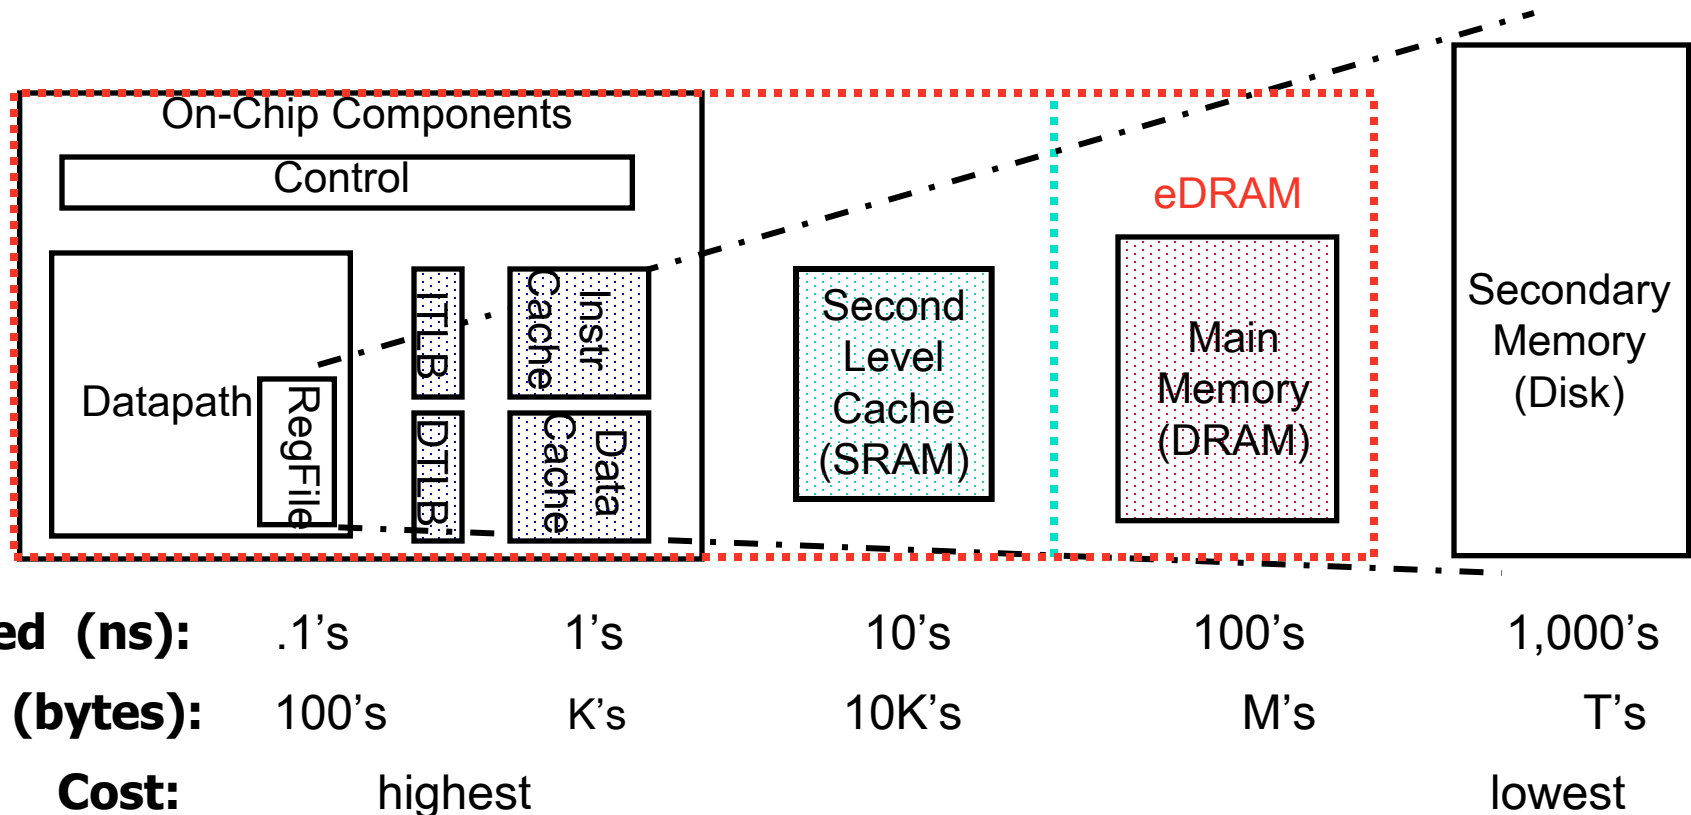 On-Chip Components
Control
eDRAM
Datapath
RegFile
ITLB
DTLB
Instr
Cache
Data
Cache
Second
Level
Cache
(SRAM)
Main
Memory
(DRAM)
Secondary
Memory
(Disk)
(ns): .1's 1's 10's 100's 1,000's
(bytes): 100's K's 10K's M's T's
Cost: highest lowest